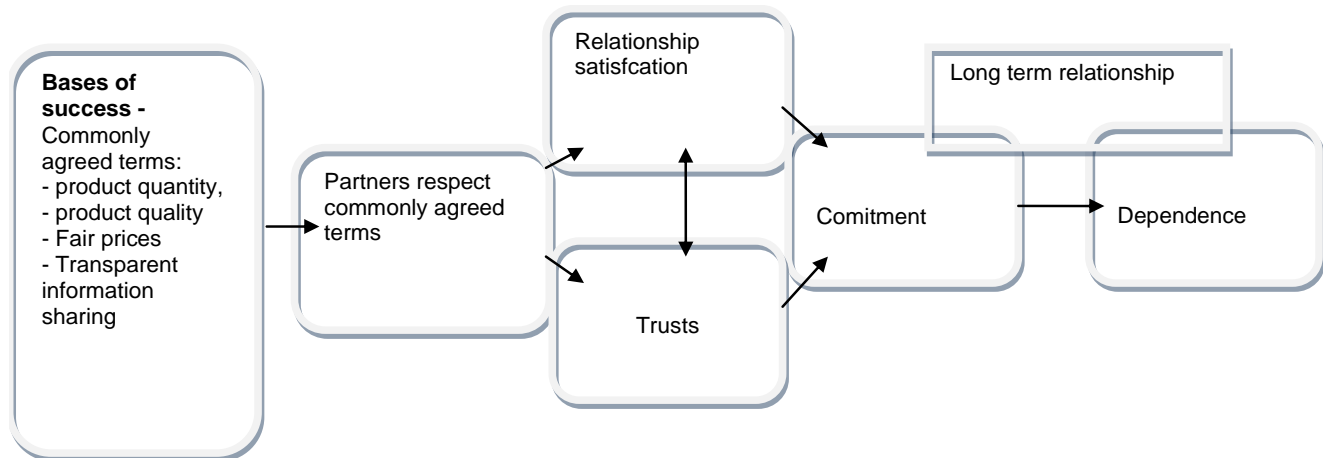 Bases of
success -
Commonly
agreed terms:
- product quantity,
- product quality
- Fair prices
- Transparent
information
sharing
Partners respect
commonly agreed
terms
Relationship
satisfcation
Trusts
Comitment
Long term relationship
Dependence